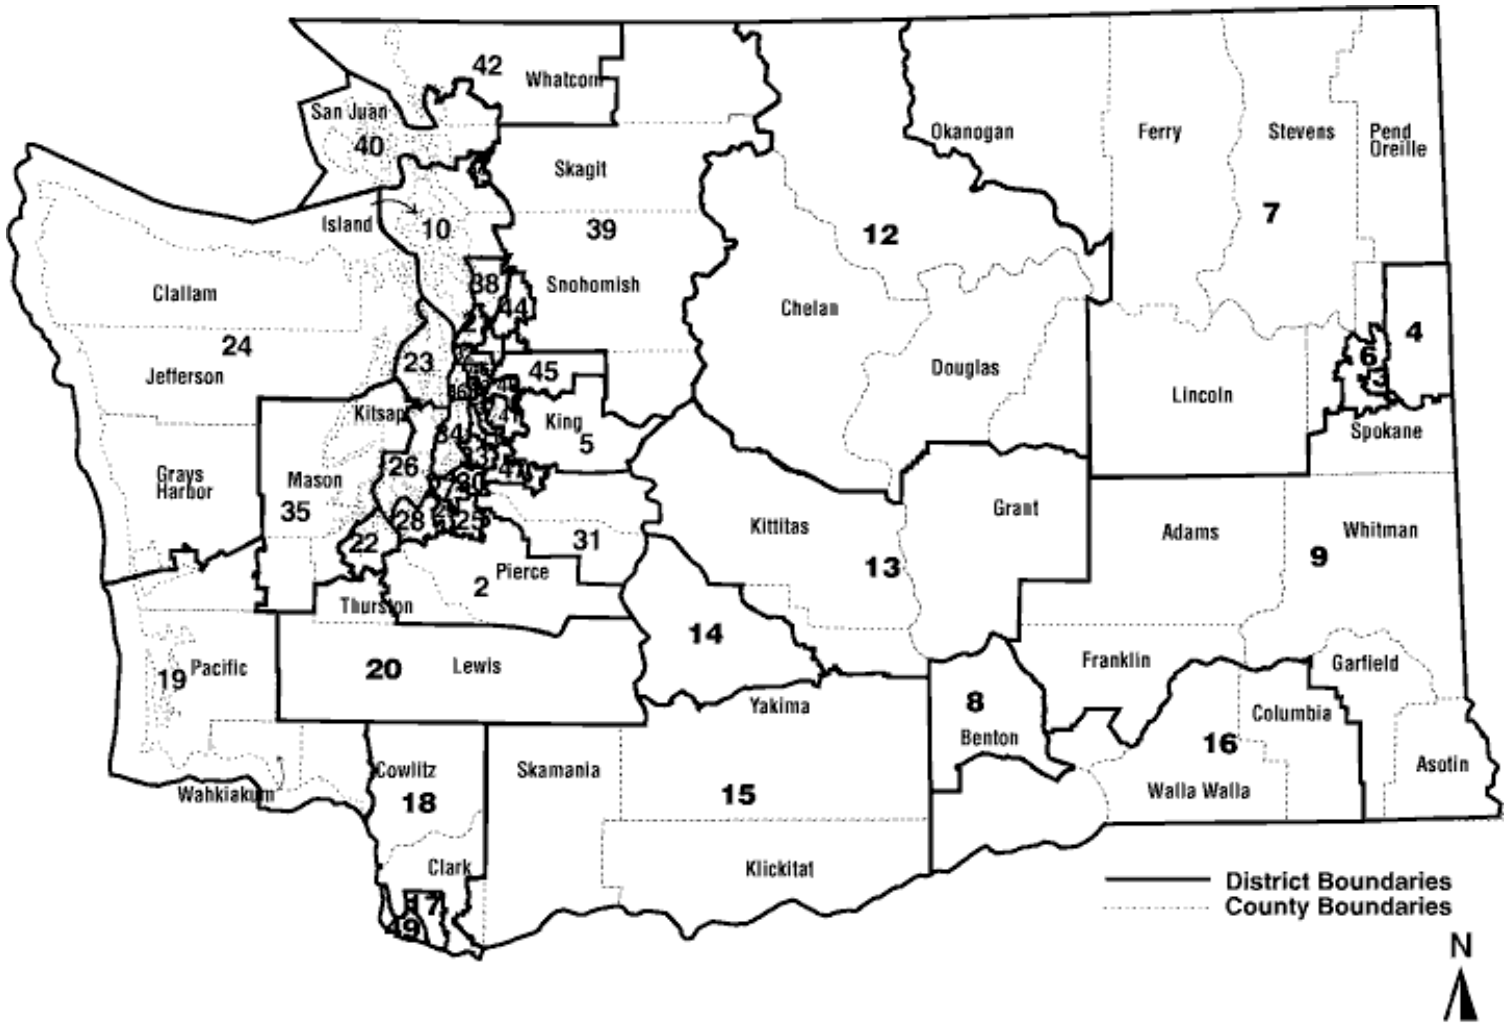 42
Whatcom
San Juan
40
Okanogan
Ferry
Stevens
Pend
Oreille
Skagit
Island
10
39
12
7
Clallam
38
Snohomish
44
Chelan
24
23
45
4
6
Jefferson
Douglas
Lincoln
Kitsap
King
5
Spokane
34
26
Mason
Grays
Harbor
35
28
25
Kittitas
Grant
Adams
Whitman
22
31
13
9
Pierce
2
Thurston
14
20
Lewis
19
Pacific
Franklin
Garfield
Yakima
8
Benton
Columbia
16
Cowlitz
18
Skamania
15
Walla Walla
Asotin
Wahkiakum
Clark
Klickitat
49
District Boundaries
County Boundaries
N